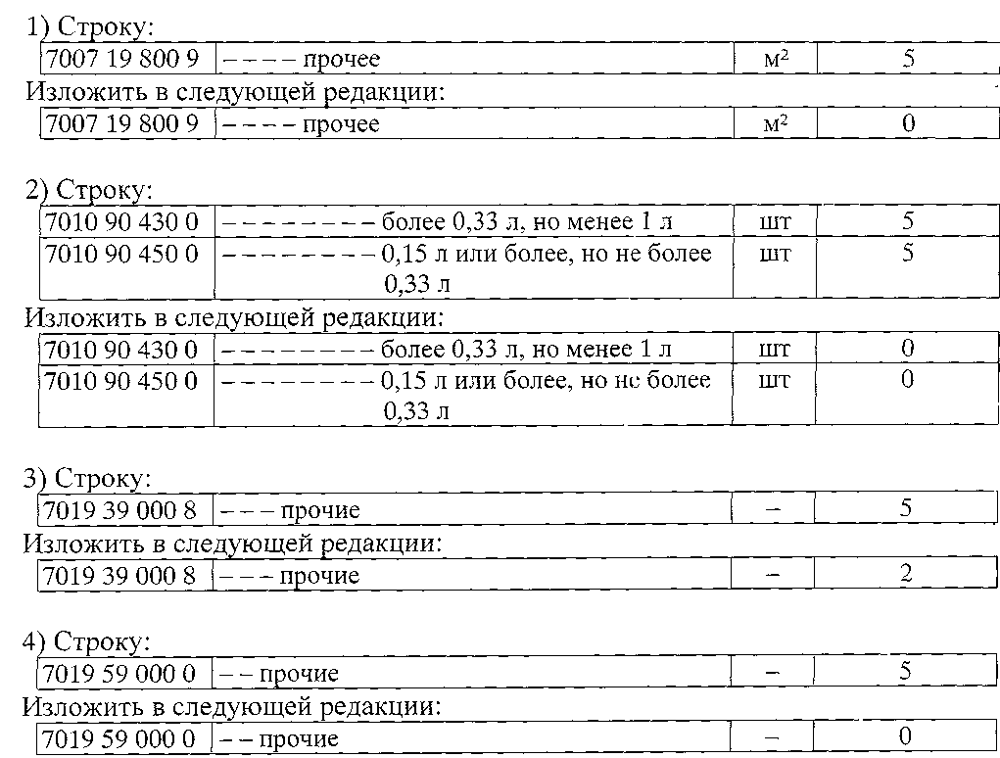 1) Строку:
7007 19 800 9 – – – – прочее м² 5
Изложить в следующей редакции:
7007 19 800 9 – – – – прочее м² 0
2) Строку:
7010 90 430 0 – – – – – – – – более 0,33 л, но менее 1 л шт 5
7010 90 450 0 – – – – – – – – 0,15 л или более, но не более шт 5
0,33 л
Изложить в следующей редакции:
7010 90 430 0 – – – – – – – – более 0,33 л, но менее 1 л шт 0
7010 90 450 0 – – – – – – – – 0,15 л или более, но не более шт 0
0,33 л
3) Строку:
7019 39 000 8 – – – прочие – 5
Изложить в следующей редакции:
7019 39 000 8 – – – прочие – 2
4) Строку:
7019 59 000 0 – – прочие – 5
Изложить в следующей редакции:
7019 59 000 0 – – прочие – 0